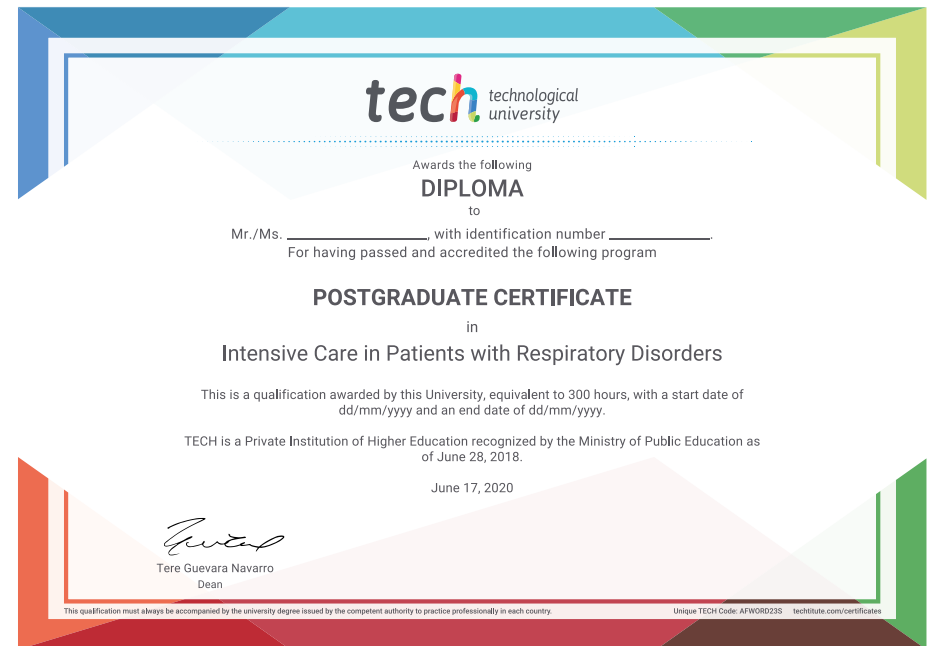 tech technological
university
Awards the following
DIPLOMA
to
Mr./Ms. ____________________, with identification number ______________.
For having passed and accredited the following program
POSTGRADUATE CERTIFICATE
in
Intensive Care in Patients with Respiratory Disorders
This is a qualification awarded by this University, equivalent to 300 hours, with a start date of
dd/mm/yyyy and an end date of dd/mm/yyyy.
TECH is a Private Institution of Higher Education recognized by the Ministry of Public Education as
of June 28, 2018.
June 17, 2020
Tere Guevara Navarro
Dean
This qualification must always be accompanied by the university degree issued by the competent authority to practice professionally in each country.
Unique TECH Code: AFWORD23S techtitute.com/certificates